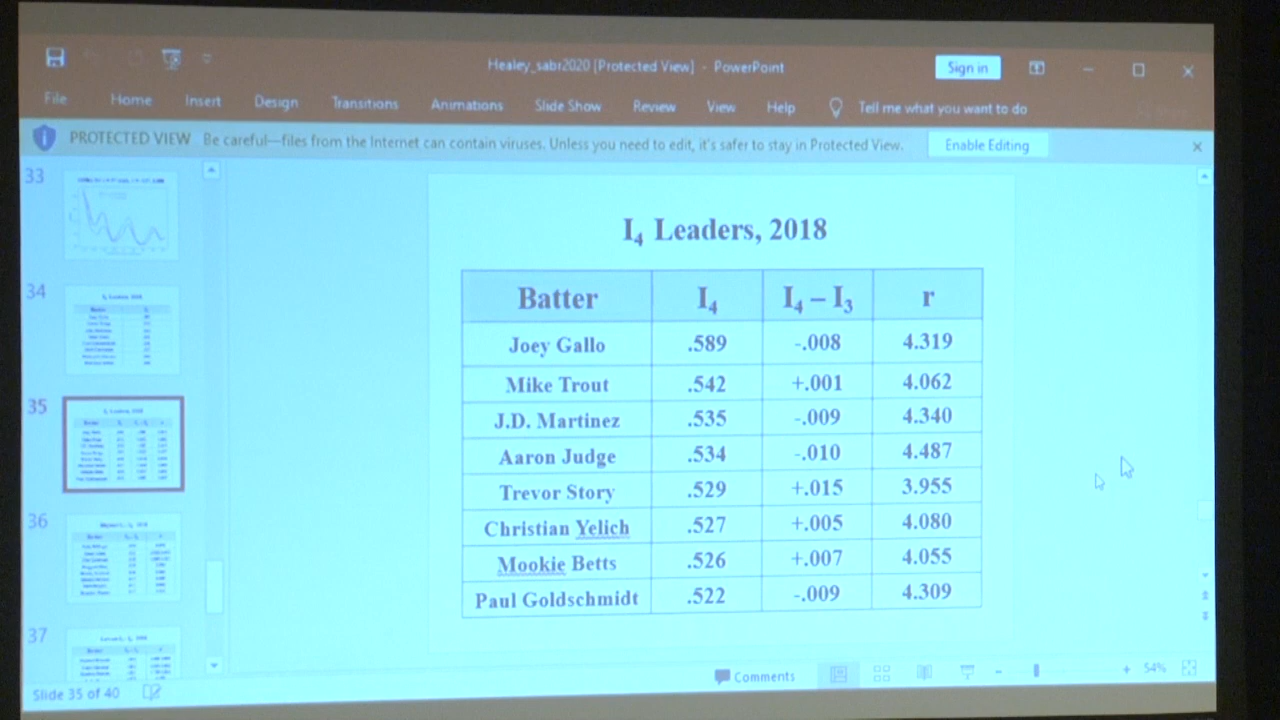 Healey_sabr2020 [Protected View] - PowerPoint
Sign in
File Home Insert Design Transitions Animations Slide Show Review View Help Tell me what you want to do
PROTECTED VIEW Be careful—files from the Internet can contain viruses. Unless you need to edit, it's safer to stay in Protected View. Enable Editing
33
34
35
36
37
I₄ Leaders, 2018
Batter I₄ I₄ – I₃ r
Joey Gallo .589 -.008 4.319
Mike Trout .542 +.001 4.062
J.D. Martinez .535 -.009 4.340
Aaron Judge .534 -.010 4.487
Trevor Story .529 +.015 3.955
Christian Yelich .527 +.005 4.080
Mookie Betts .526 +.007 4.055
Paul Goldschmidt .522 -.009 4.309
Slide 35 of 40
Comments
54%